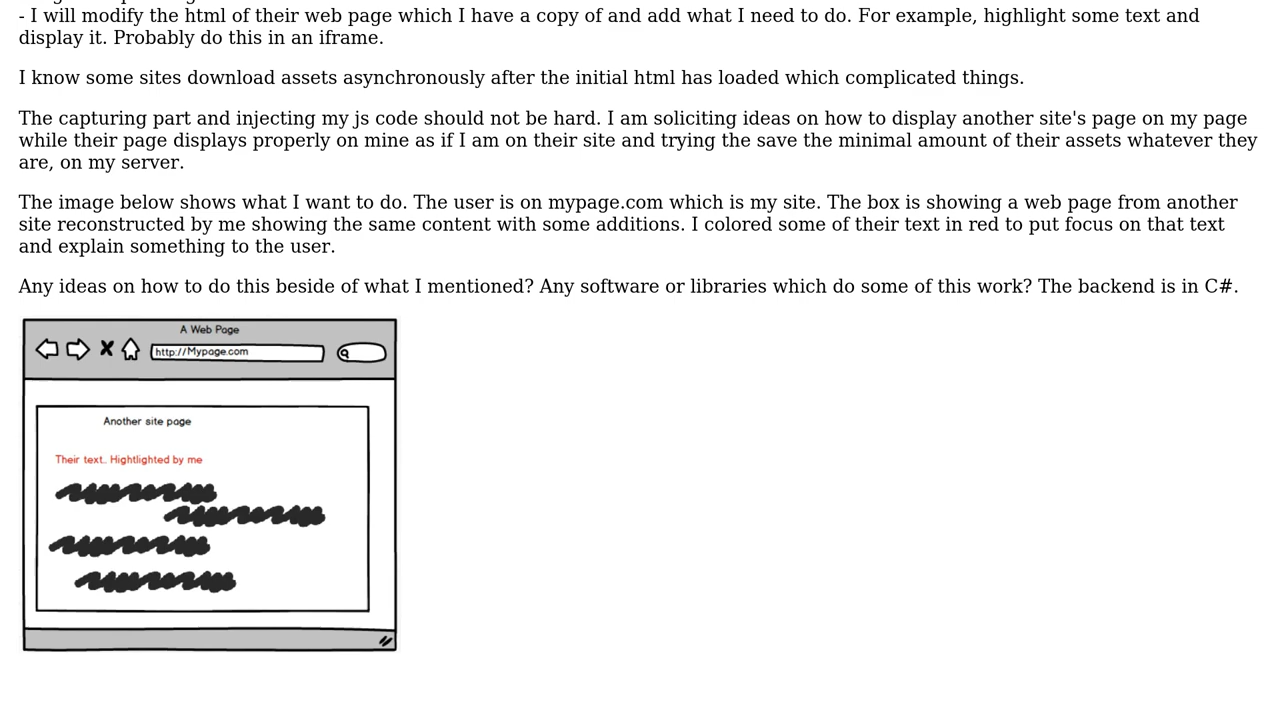 - I will modify the html of their web page which I have a copy of and add what I need to do. For example, highlight some text and
display it. Probably do this in an iframe.
I know some sites download assets asynchronously after the initial html has loaded which complicated things.
The capturing part and injecting my js code should not be hard. I am soliciting ideas on how to display another site's page on my page
while their page displays properly on mine as if I am on their site and trying the save the minimal amount of their assets whatever they
are, on my server.
The image below shows what I want to do. The user is on mypage.com which is my site. The box is showing a web page from another
site reconstructed by me showing the same content with some additions. I colored some of their text in red to put focus on that text
and explain something to the user.
Any ideas on how to do this beside of what I mentioned? Any software or libraries which do some of this work? The backend is in C#.
A Web Page
http://Mypage.com
Another site page
Their text.. Hightlighted by me